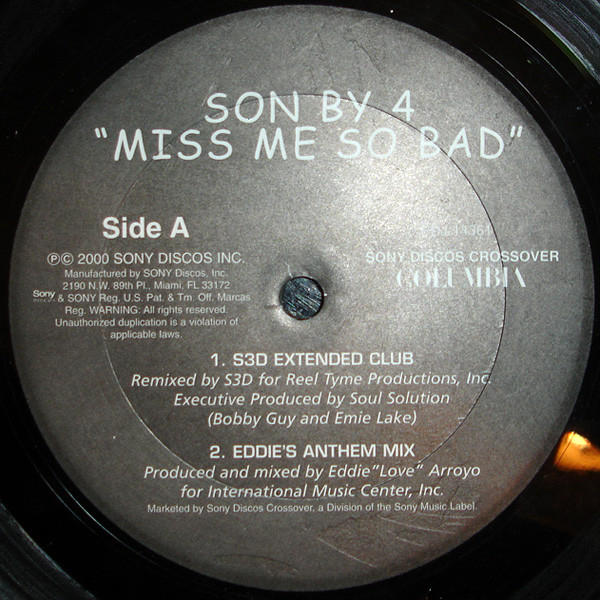 SON BY 4
"MISS ME SO BAD"
Side A
℗© 2000 SONY DISCOS INC.
Manufactured by SONY Discos, Inc.
2190 N.W. 89th Pl., Miami, FL 33172
Sony
& SONY Reg. U.S. Pat. & Tm. Off. Marcas
Reg. WARNING: All rights reserved.
Unauthorized duplication is a violation of
applicable laws.
SONY DISCOS CROSSOVER
COLUMBIA
1. S3D EXTENDED CLUB
Remixed by S3D for Reel Tyme Productions, Inc.
Executive Produced by Soul Solution
(Bobby Guy and Emie Lake)
2. EDDIE'S ANTHEM MIX
Produced and mixed by Eddie"Love" Arroyo
for International Music Center, Inc.
Marketed by Sony Discos Crossover, a Division of the Sony Music Label.